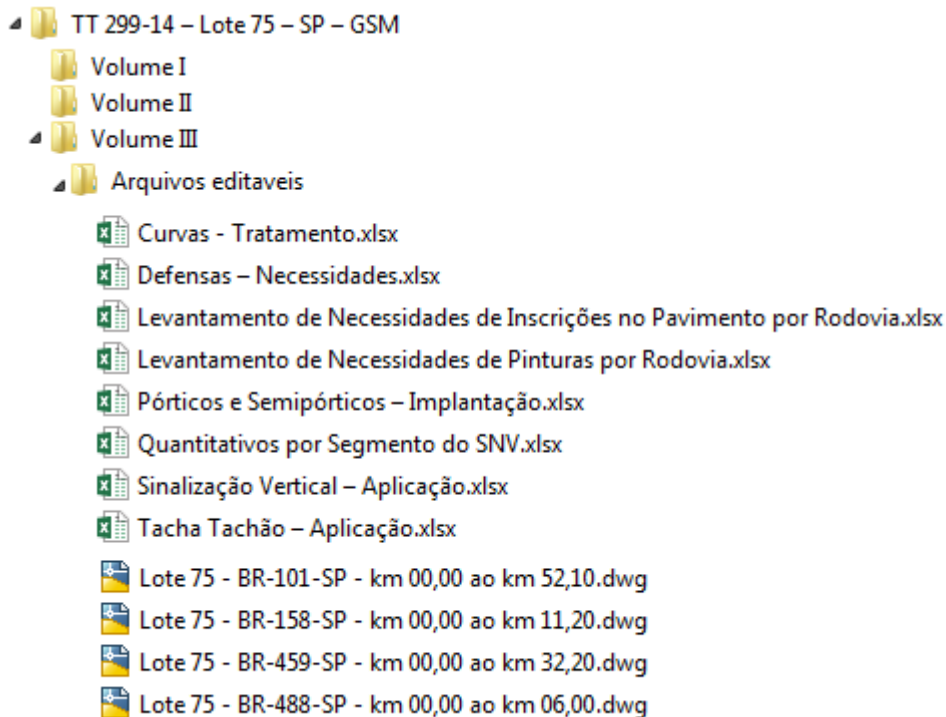 TT 299-14 – Lote 75 – SP – GSM
Volume I
Volume II
Volume III
Arquivos editaveis
Curvas - Tratamento.xlsx
Defensas – Necessidades.xlsx
Levantamento de Necessidades de Inscrições no Pavimento por Rodovia.xlsx
Levantamento de Necessidades de Pinturas por Rodovia.xlsx
Pórticos e Semipórticos – Implantação.xlsx
Quantitativos por Segmento do SNV.xlsx
Sinalização Vertical – Aplicação.xlsx
Tacha Tachão – Aplicação.xlsx
Lote 75 - BR-101-SP - km 00,00 ao km 52,10.dwg
Lote 75 - BR-158-SP - km 00,00 ao km 11,20.dwg
Lote 75 - BR-459-SP - km 00,00 ao km 32,20.dwg
Lote 75 - BR-488-SP - km 00,00 ao km 06,00.dwg